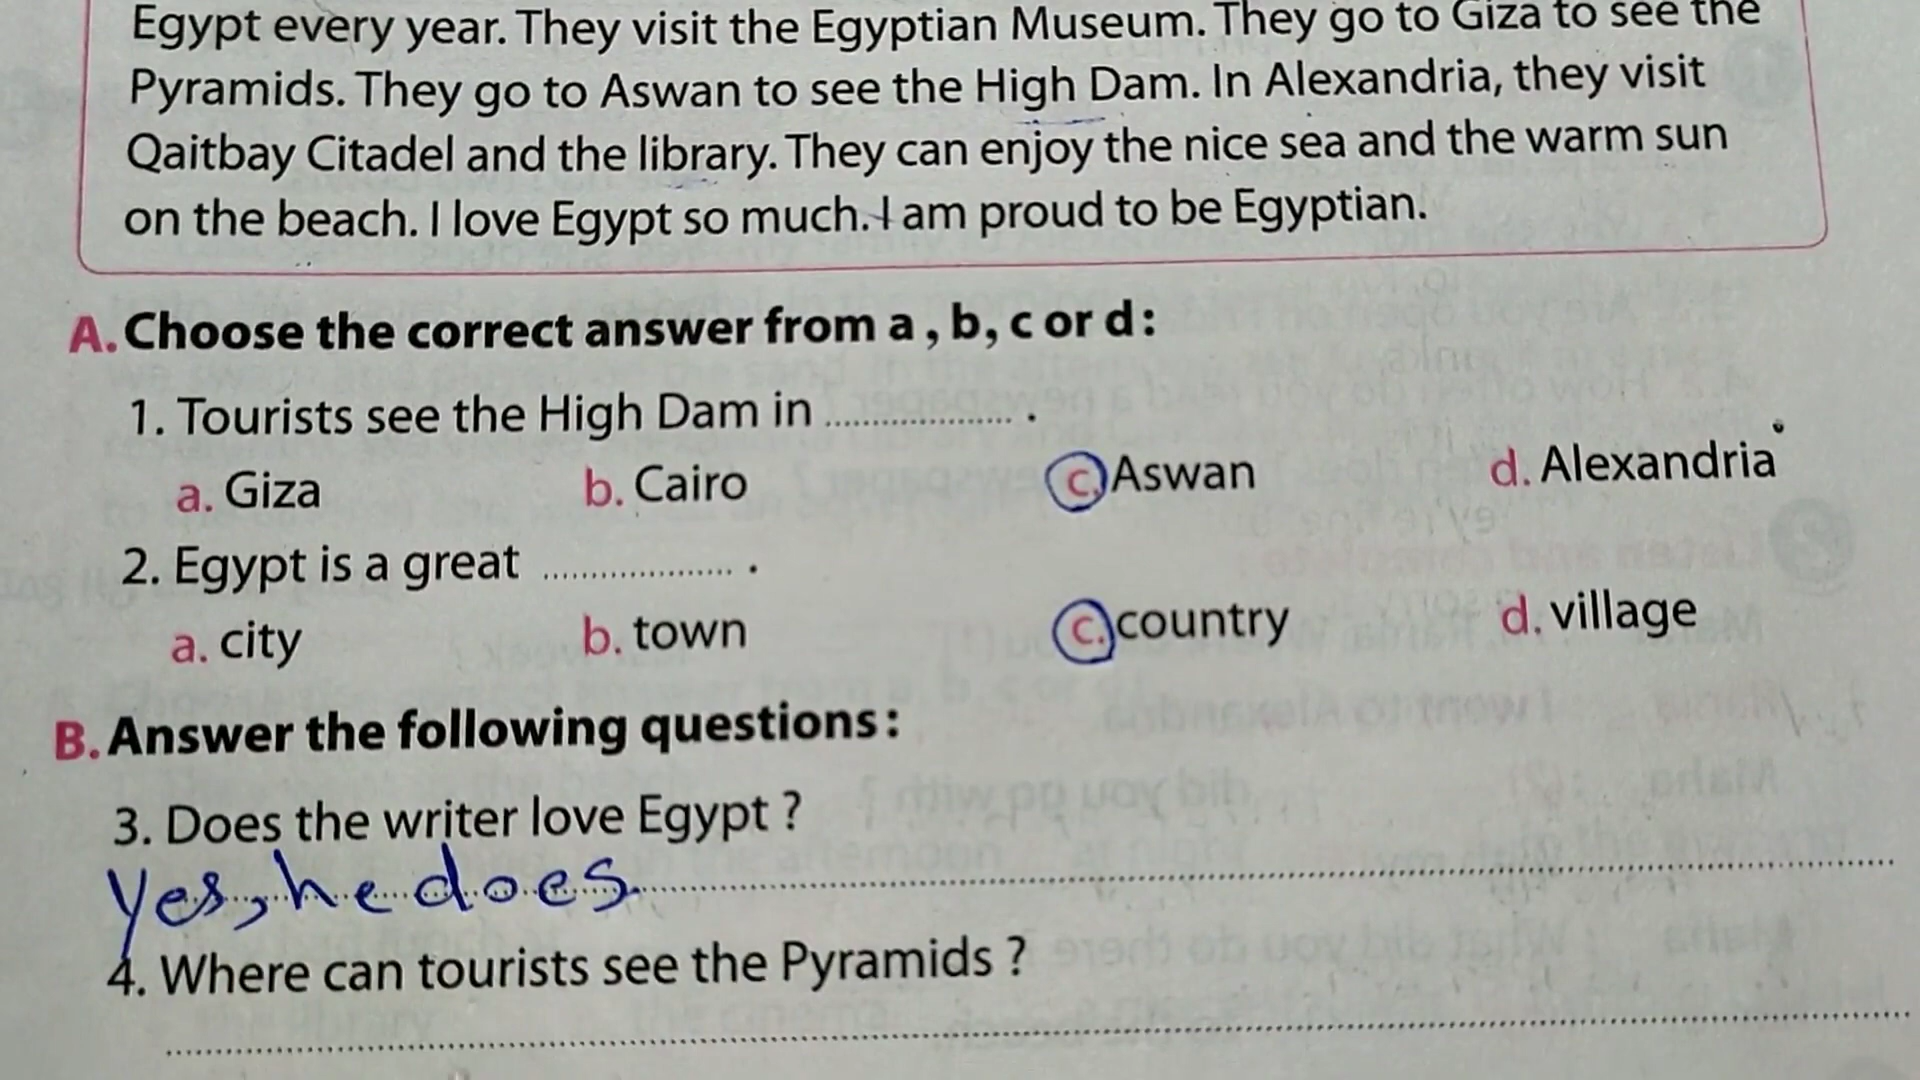 Egypt every year. They visit the Egyptian Museum. They go to Giza to see the
Pyramids. They go to Aswan to see the High Dam. In Alexandria, they visit
Qaitbay Citadel and the library. They can enjoy the nice sea and the warm sun
on the beach. I love Egypt so much. I am proud to be Egyptian.
A. Choose the correct answer from a , b, c or d :
1. Tourists see the High Dam in .................... .
a. Giza b. Cairo c. Aswan d. Alexandria
2. Egypt is a great .................... .
a. city b. town c. country d. village
B. Answer the following questions :
3. Does the writer love Egypt ?
Yes, he does
4. Where can tourists see the Pyramids ?